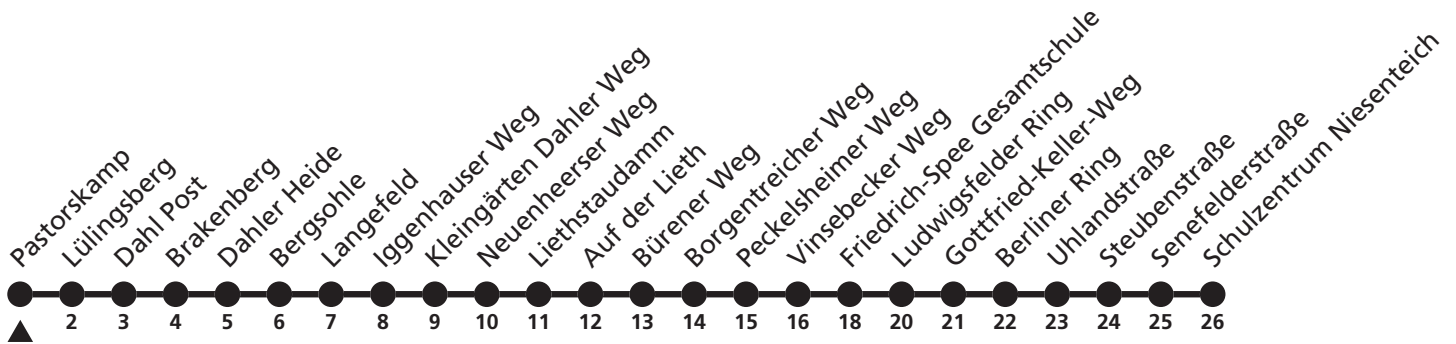 Pastorskamp
Lülingsberg
Dahl Post
Brakenberg
Dahler Heide
Bergsohle
Langefeld
Iggenhauser Weg
Kleingärten Dahler Weg
Neuenheerser Weg
Liethstaudamm
Auf der Lieth
Bürener Weg
Borgentreicher Weg
Peckelsheimer Weg
Vinsebecker Weg
Friedrich-Spee Gesamtschule
Ludwigsfelder Ring
Gottfried-Keller-Weg
Berliner Ring
Uhlandstraße
Steubenstraße
Senefelderstraße
Schulzentrum Niesenteich
2 3 4 5 6 7 8 9 10 11 12 13 14 15 16 18 20 21 22 23 24 25 26